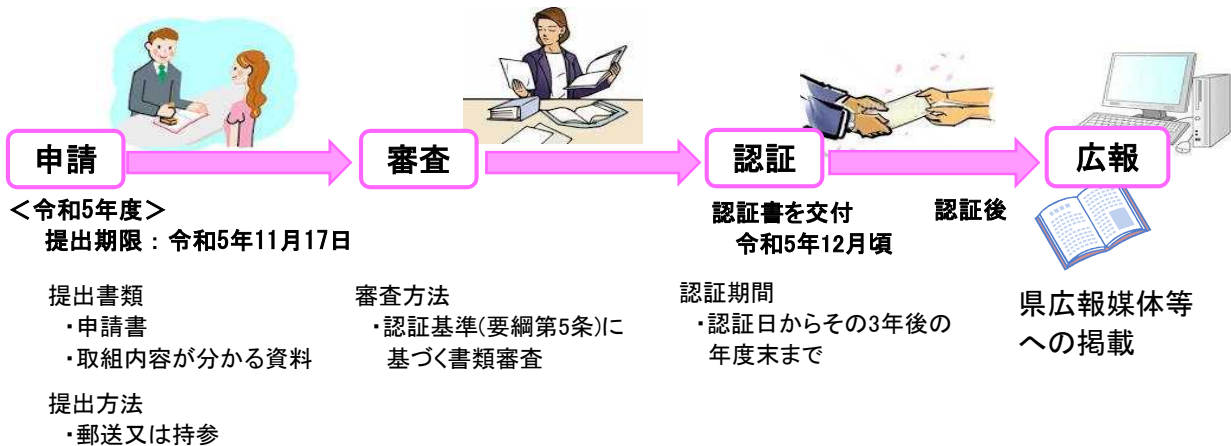 申請
審査
認証
広報
＜令和5年度＞
提出期限：令和5年11月17日
提出書類
・申請書
・取組内容が分かる資料
提出方法
・郵送又は持参
審査方法
・認証基準(要綱第5条)に
基づく書類審査
認証書を交付
令和5年12月頃
認証期間
・認証日からその3年後の
年度末まで
認証後
県広報媒体等
への掲載